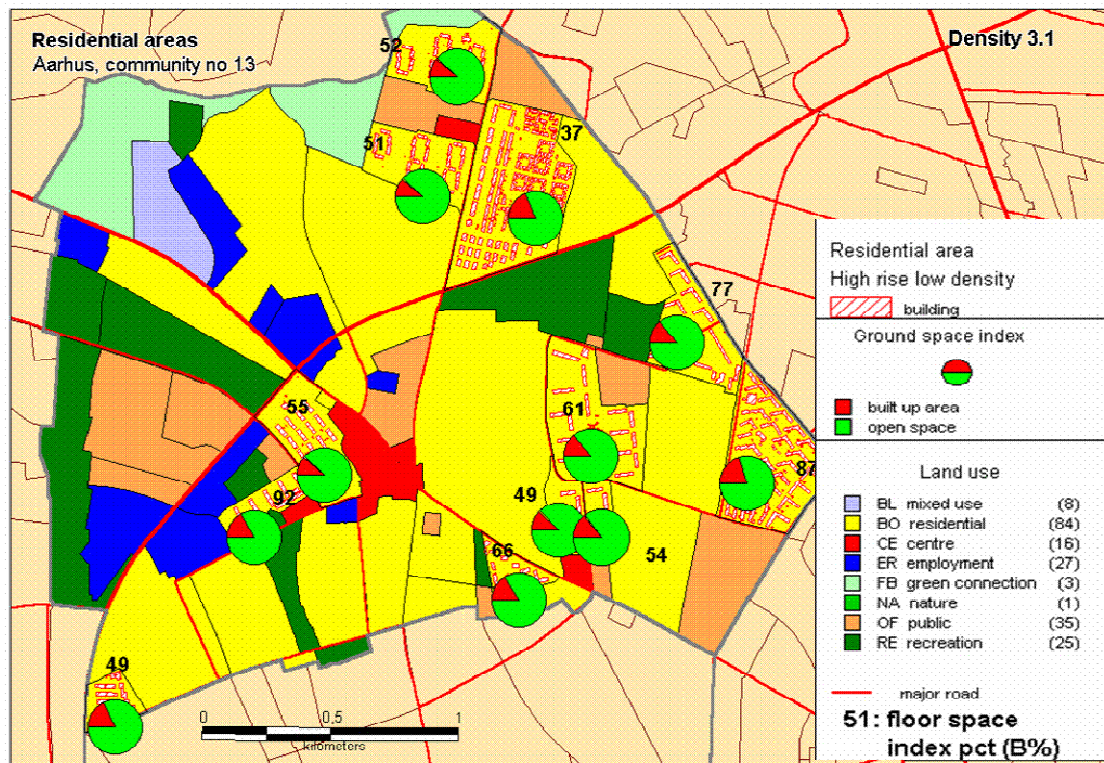 Residential areas
Aarhus, community no 13
Density 3.1
52
51
37
77
61
55
92
49
87
54
66
49
0 0,5 1
kilometers
Residential area
High rise low density
building
Ground space index
built up area
open space
Land use
BL mixed use (8)
BO residential (84)
CE centre (16)
ER employment (27)
FB green connection (3)
NA nature (1)
OF public (35)
RE recreation (25)
major road
51: floor space
index pct (B%)